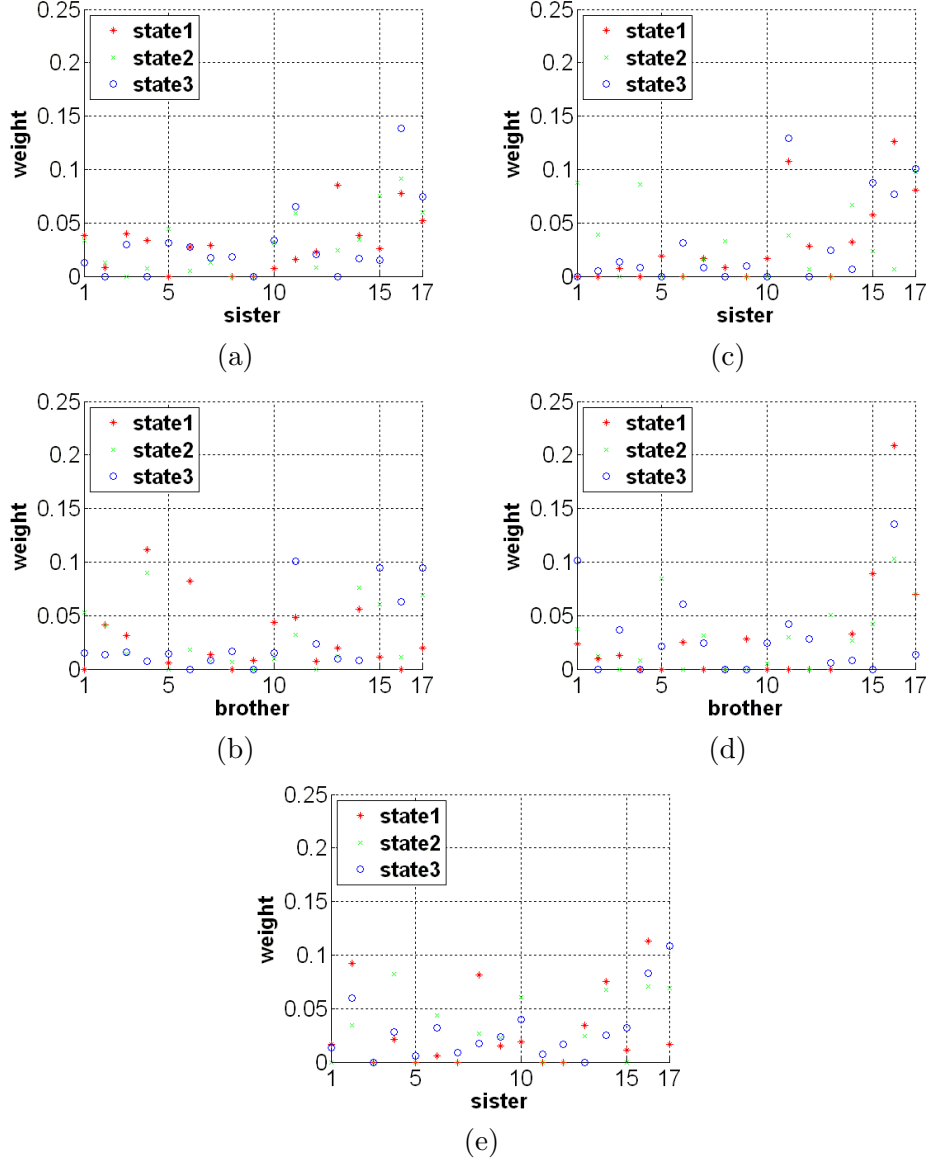 0.25
0.2
0.15
0.1
0.05
0
weight
state1
state2
state3
1
5
10
15
17
sister
(a)
0.25
0.2
0.15
0.1
0.05
0
weight
state1
state2
state3
1
5
10
15
17
sister
(c)
0.25
0.2
0.15
0.1
0.05
0
weight
state1
state2
state3
1
5
10
15
17
brother
(b)
0.25
0.2
0.15
0.1
0.05
0
weight
state1
state2
state3
1
5
10
15
17
brother
(d)
0.25
0.2
0.15
0.1
0.05
0
weight
state1
state2
state3
1
5
10
15
17
sister
(e)